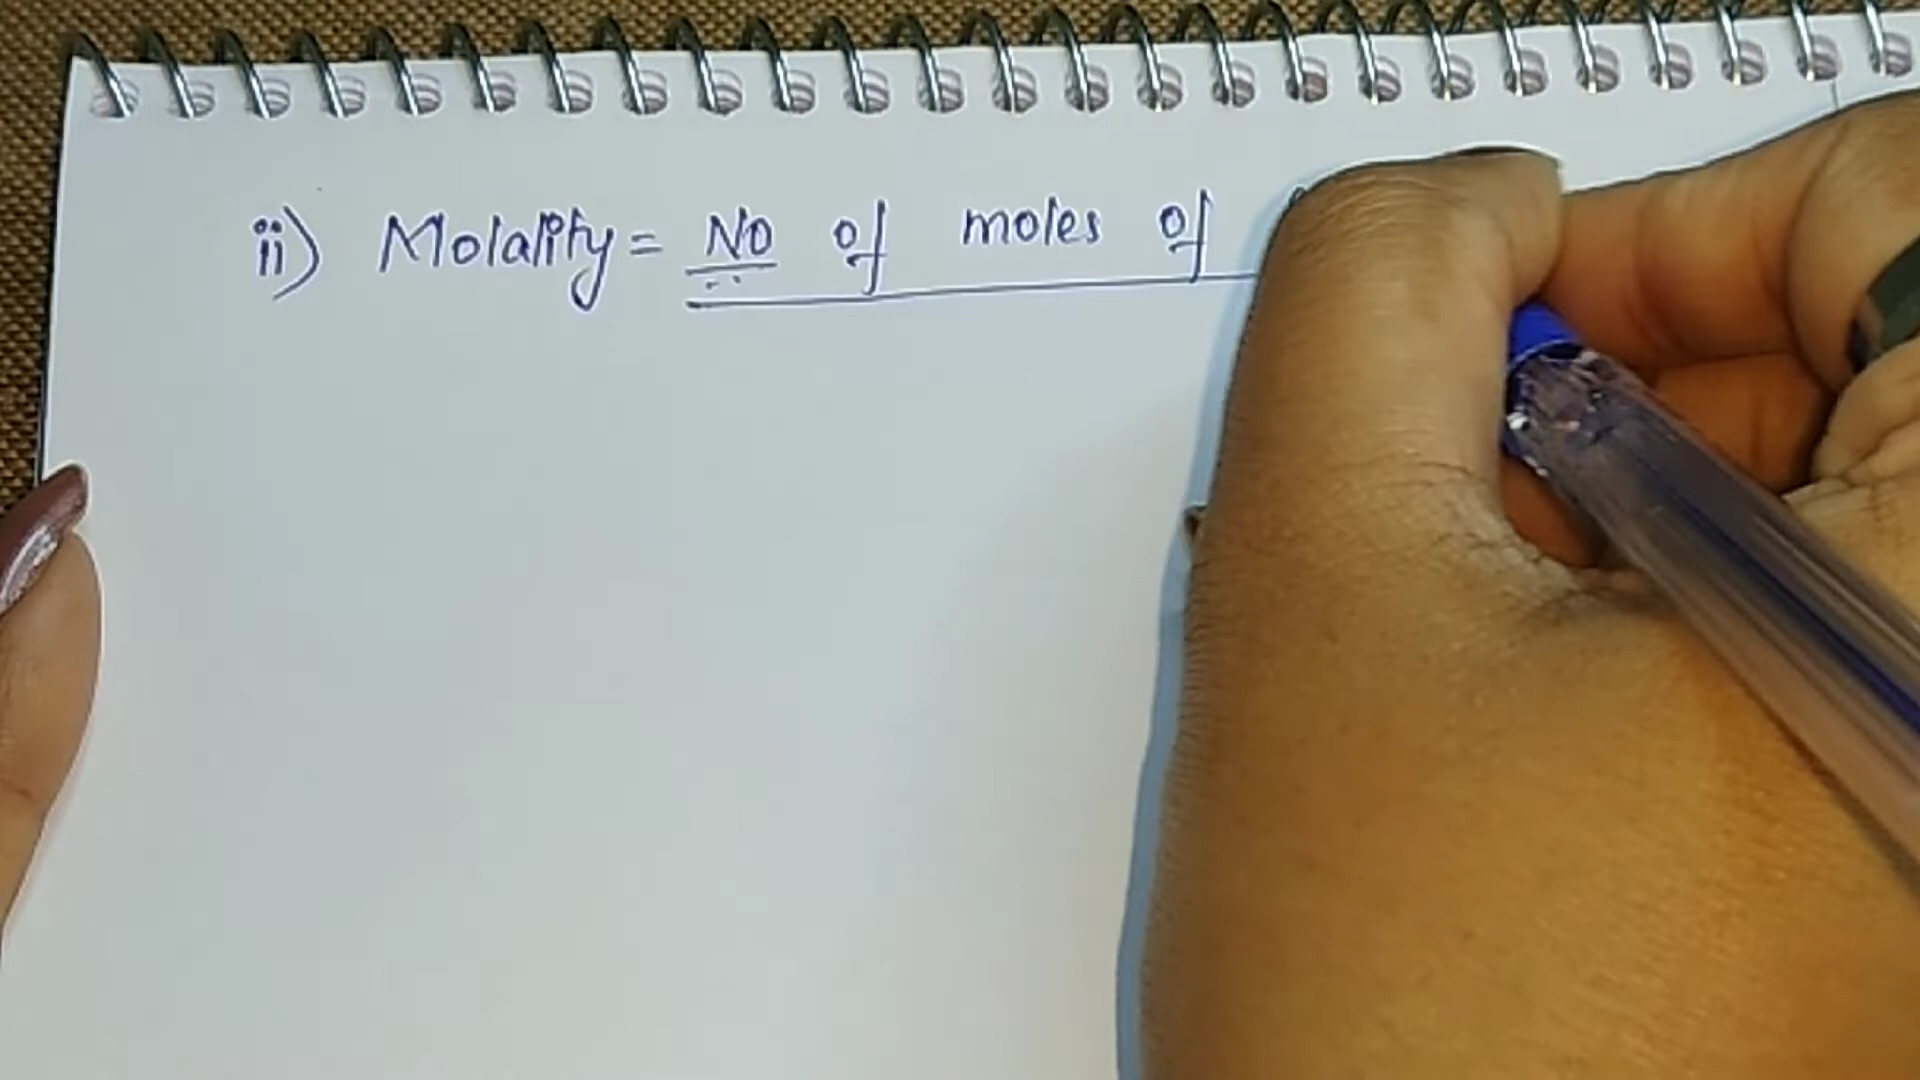 ii) Molality = No of moles of